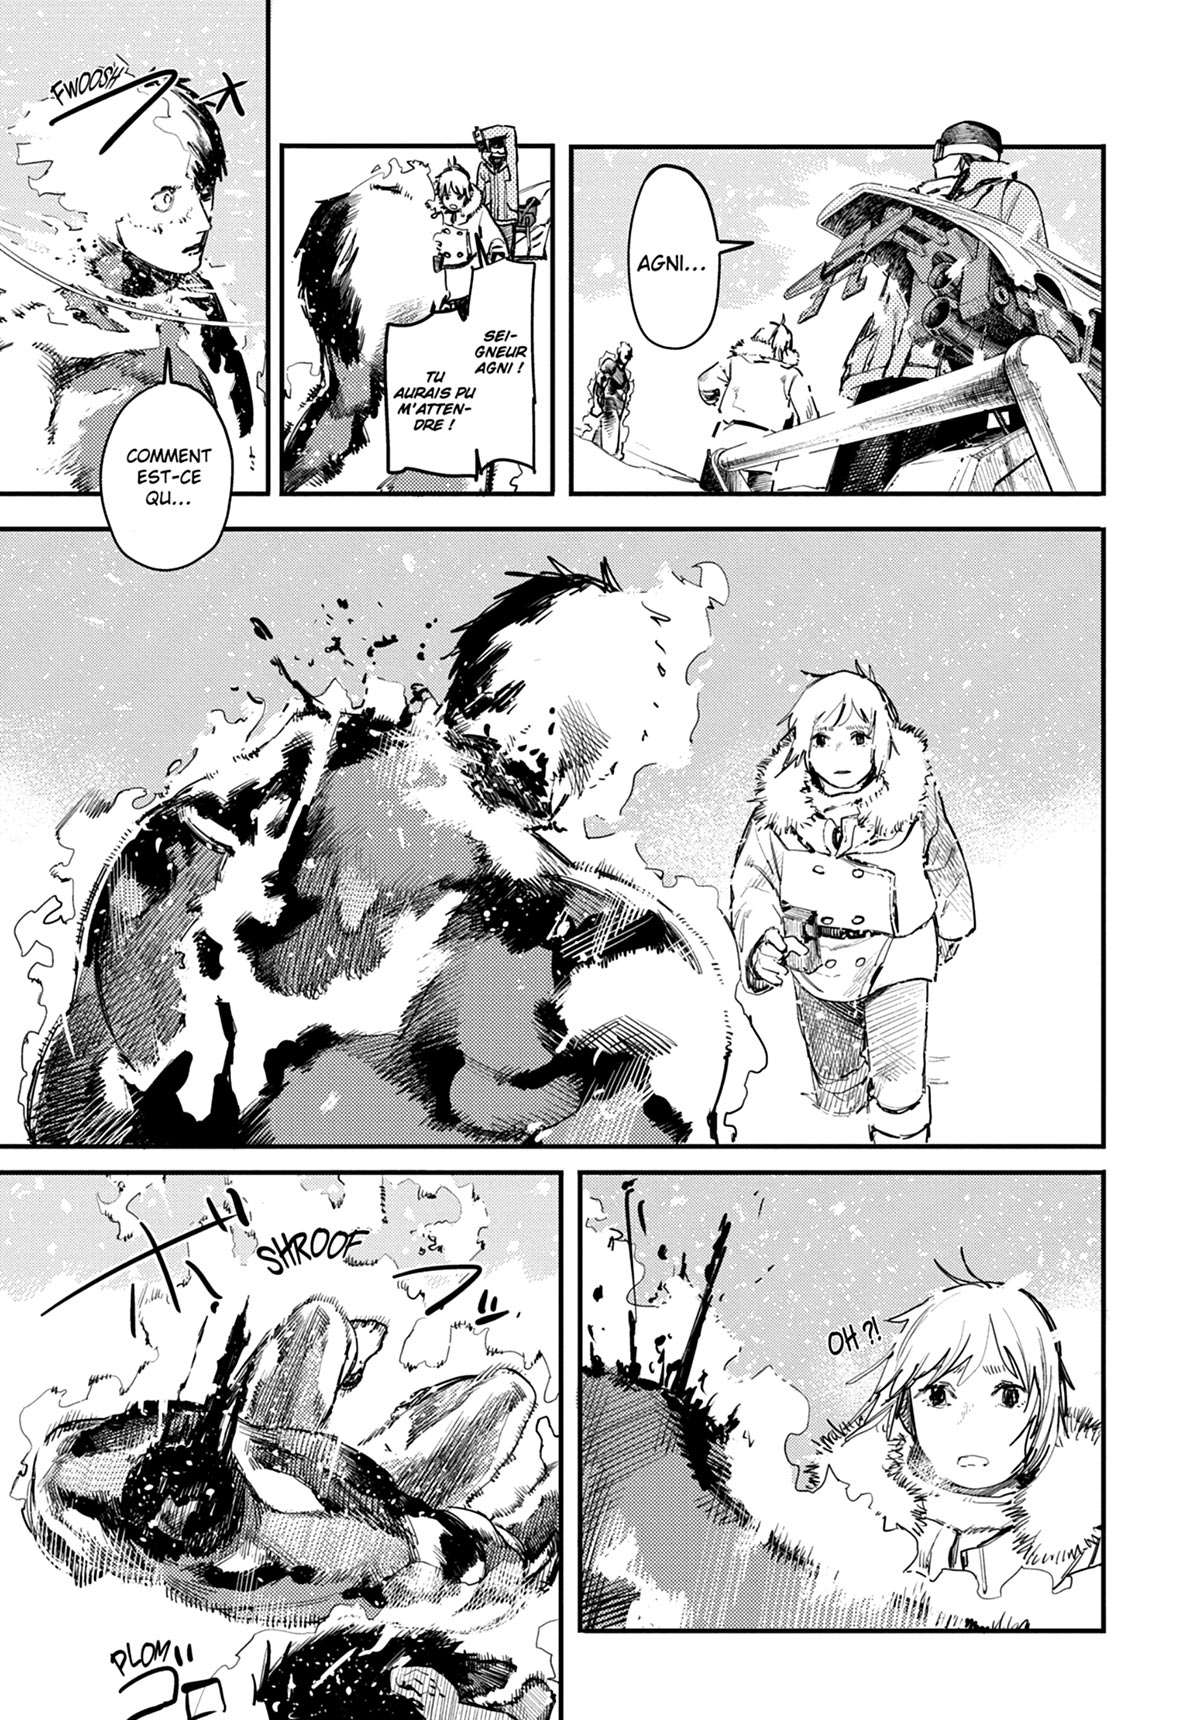 AGNI...
SEI-
GNEUR
AGNI !
TU
AURAIS PU
M'ATTEN-
DRE !
FWOOSH
COMMENT
EST-CE
QU...
OH ?!
SHROOF
PLOM